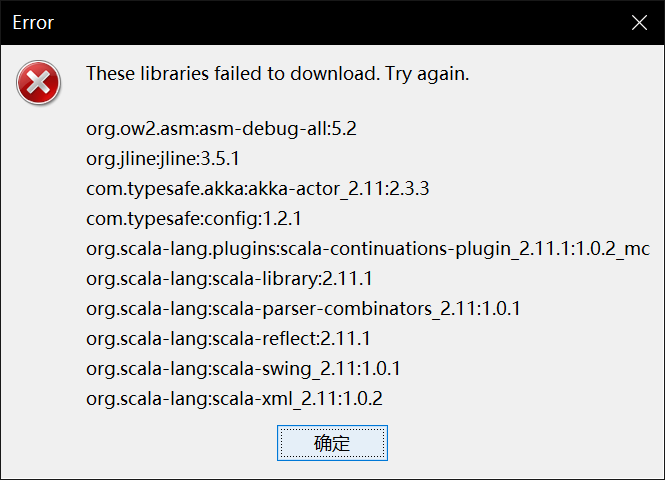 Error
These libraries failed to download. Try again.
org.ow2.asm:asm-debug-all:5.2
org.jline:jline:3.5.1
com.typesafe.akka:akka-actor_2.11:2.3.3
com.typesafe:config:1.2.1
org.scala-lang.plugins:scala-continuations-plugin_2.11.1:1.0.2_mc
org.scala-lang:scala-library:2.11.1
org.scala-lang:scala-parser-combinators_2.11:1.0.1
org.scala-lang:scala-reflect:2.11.1
org.scala-lang:scala-swing_2.11:1.0.1
org.scala-lang:scala-xml_2.11:1.0.2
确定